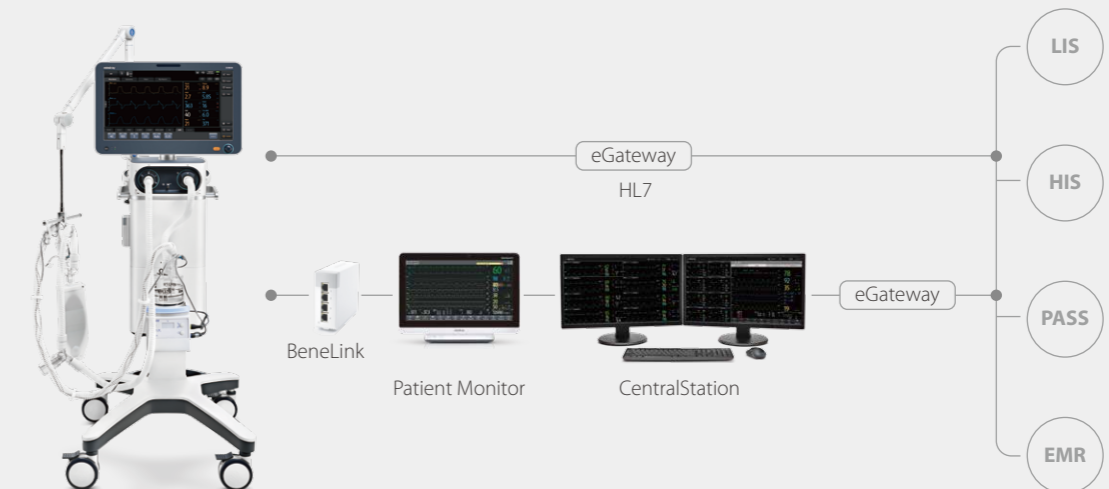 LIS
eGateway
HL7
HIS
eGateway
PASS
BeneLink
Patient Monitor
CentralStation
EMR